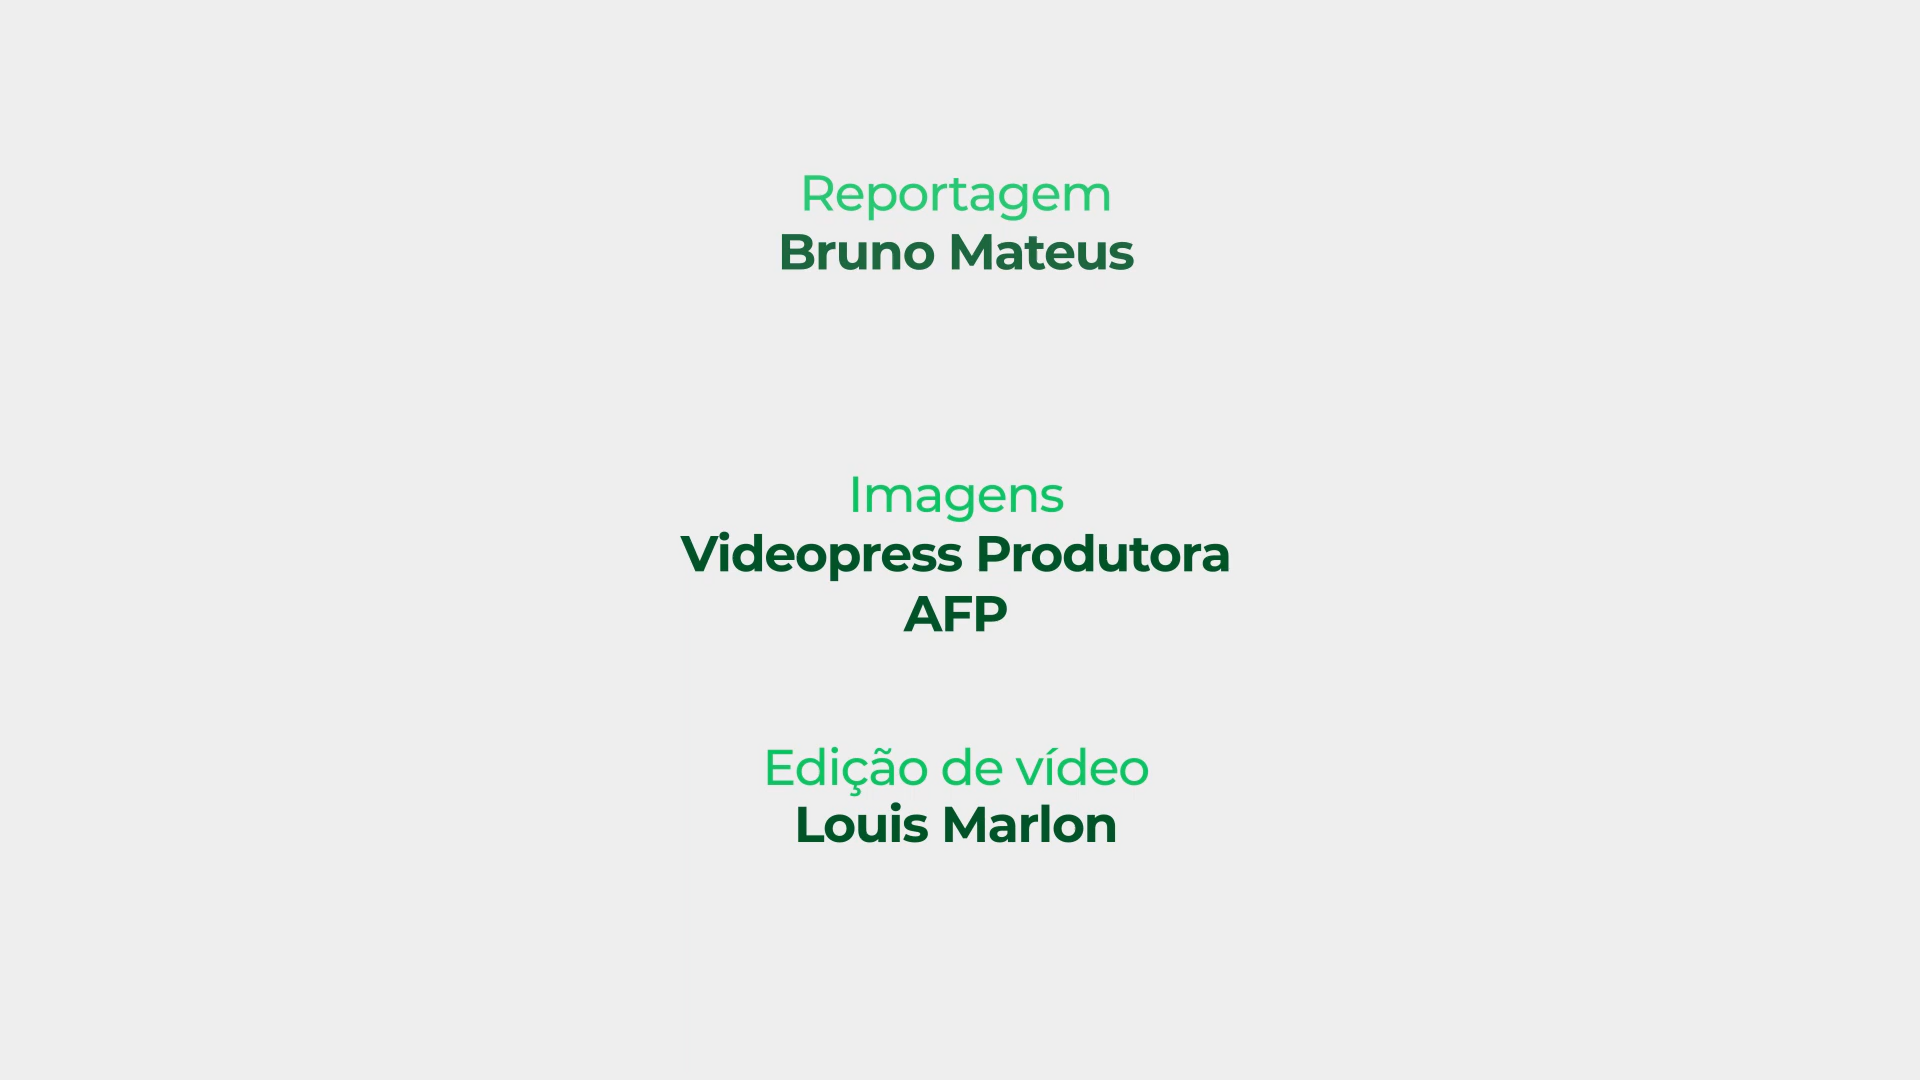 Reportagem
Bruno Mateus
Imagens
Videopress Produtora
AFP
Edição de vídeo
Louis Marlon